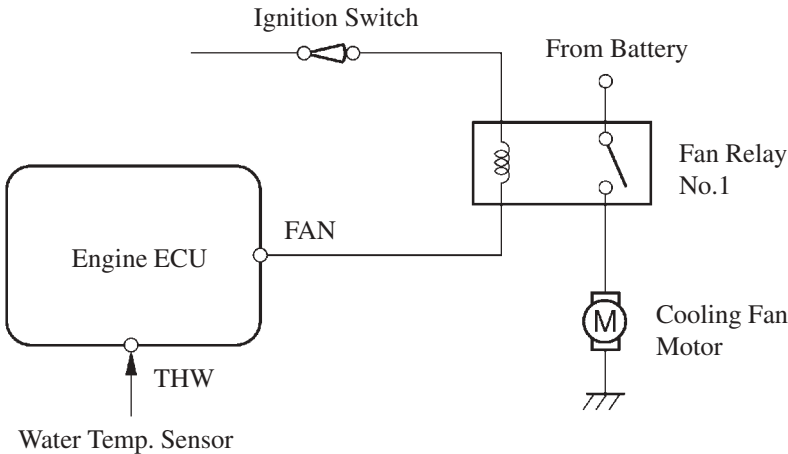 Ignition Switch
From Battery
Fan Relay
No.1
FAN
Engine ECU
Cooling Fan
Motor
M
THW
Water Temp. Sensor